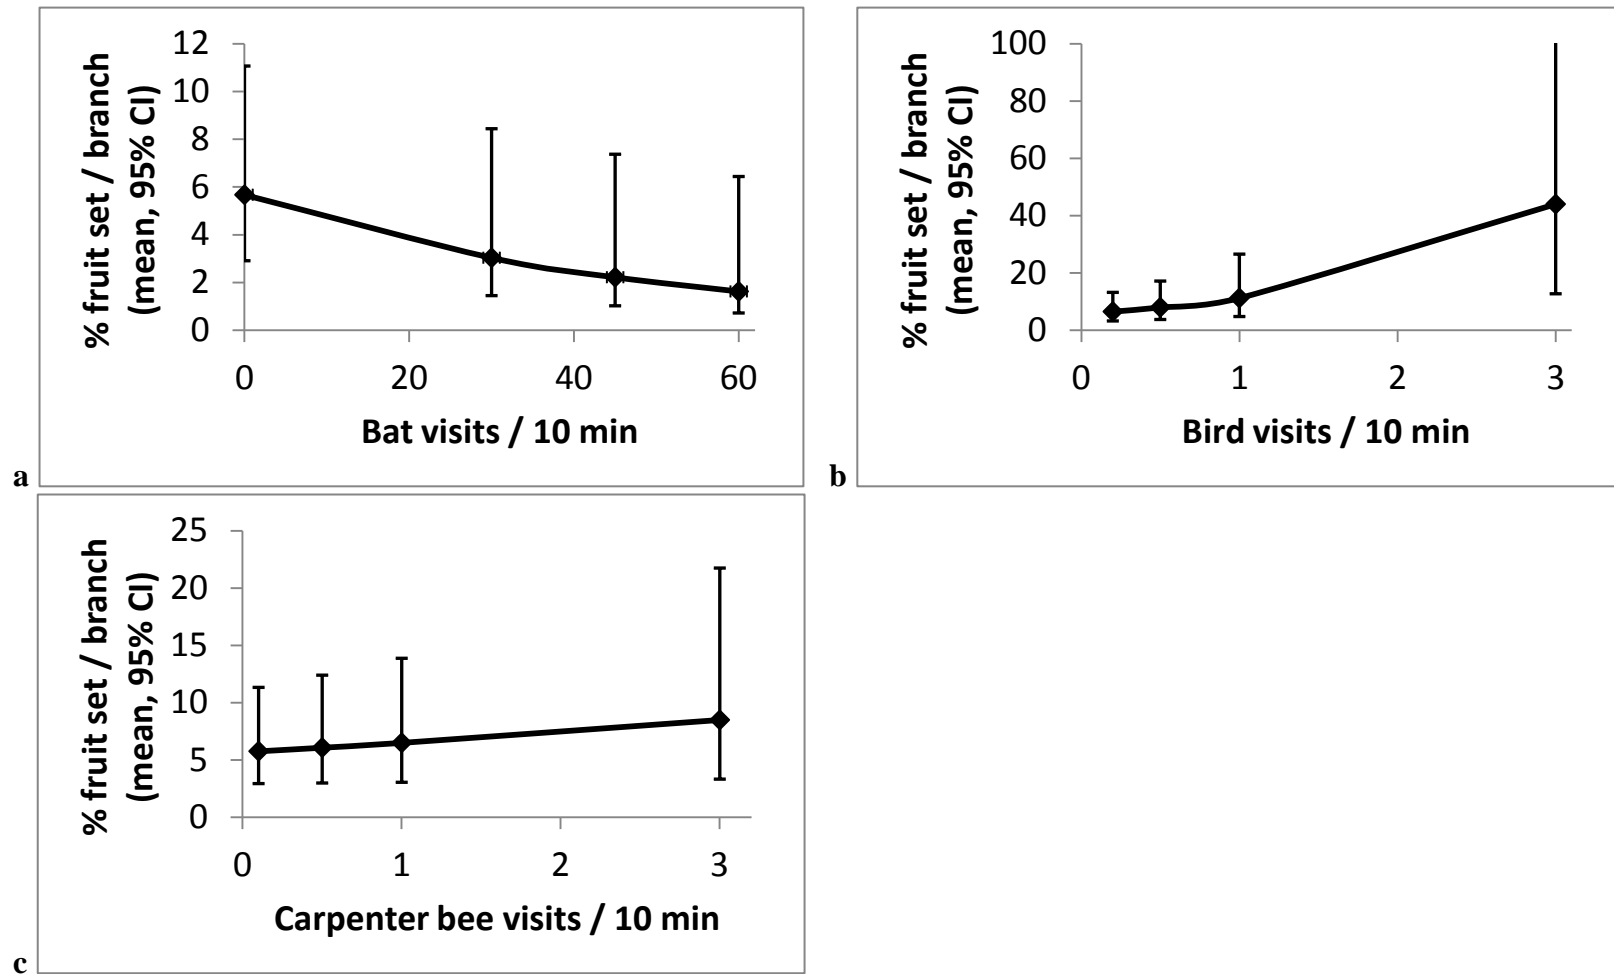 % fruit set / branch
(mean, 95% CI)
12
10
8
6
4
2
0
0 20 40 60
Bat visits / 10 min
a
% fruit set / branch
(mean, 95% CI)
100
80
60
40
20
0
0 1 2 3
Bird visits / 10 min
b
% fruit set / branch
(mean, 95% CI)
25
20
15
10
5
0
0 1 2 3
Carpenter bee visits / 10 min
c